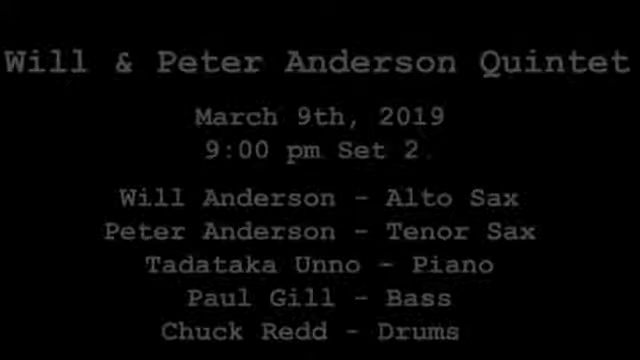 Will & Peter Anderson Quintet
March 9th, 2019
9:00 pm Set 2
Will Anderson - Alto Sax
Peter Anderson - Tenor Sax
Tadataka Unno - Piano
Paul Gill - Bass
Chuck Redd - Drums